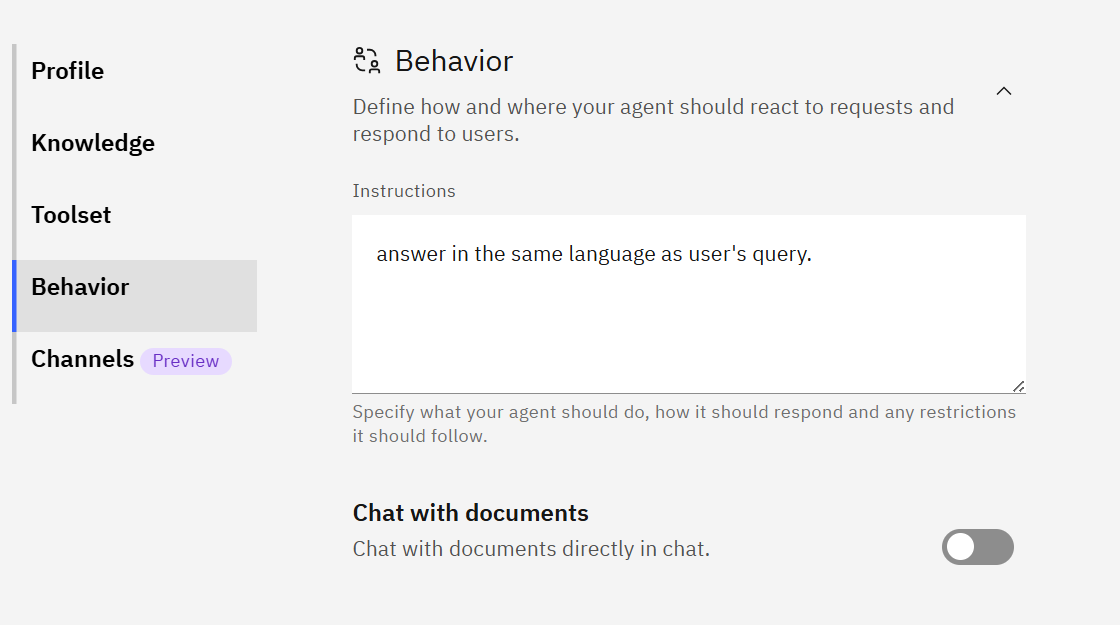 Profile
Knowledge
Toolset
Behavior
Channels Preview
Behavior
Define how and where your agent should react to requests and
respond to users.
Instructions
answer in the same language as user's query.
Specify what your agent should do, how it should respond and any restrictions
it should follow.
Chat with documents
Chat with documents directly in chat.